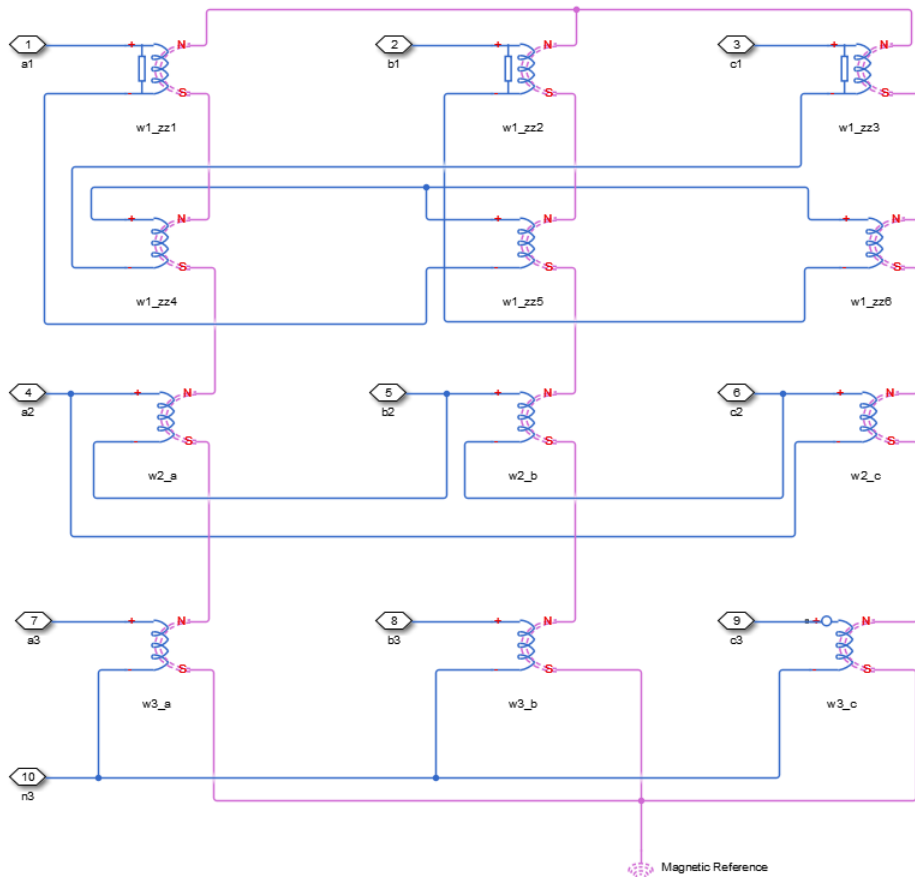 1 + N 2 + N 3 + N
a1 b1 c1
- S - S - S
w1_zz1 w1_zz2 w1_zz3
+ N + N + N
- S - S - S
w1_zz4 w1_zz5 w1_zz6
4 + N 5 + N 6 + N
a2 b2 c2
- S - S - S
w2_a w2_b w2_c
7 + N 8 + N 9 + N
a3 b3 c3
- S - S - S
w3_a w3_b w3_c
10
n3
Magnetic Reference